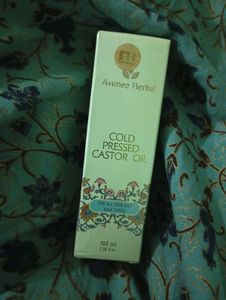 Avimee Herbal
COLD
PRESSED
CASTOR OIL
FOR ALL SKIN AND
HAIR TYPES
100 ml